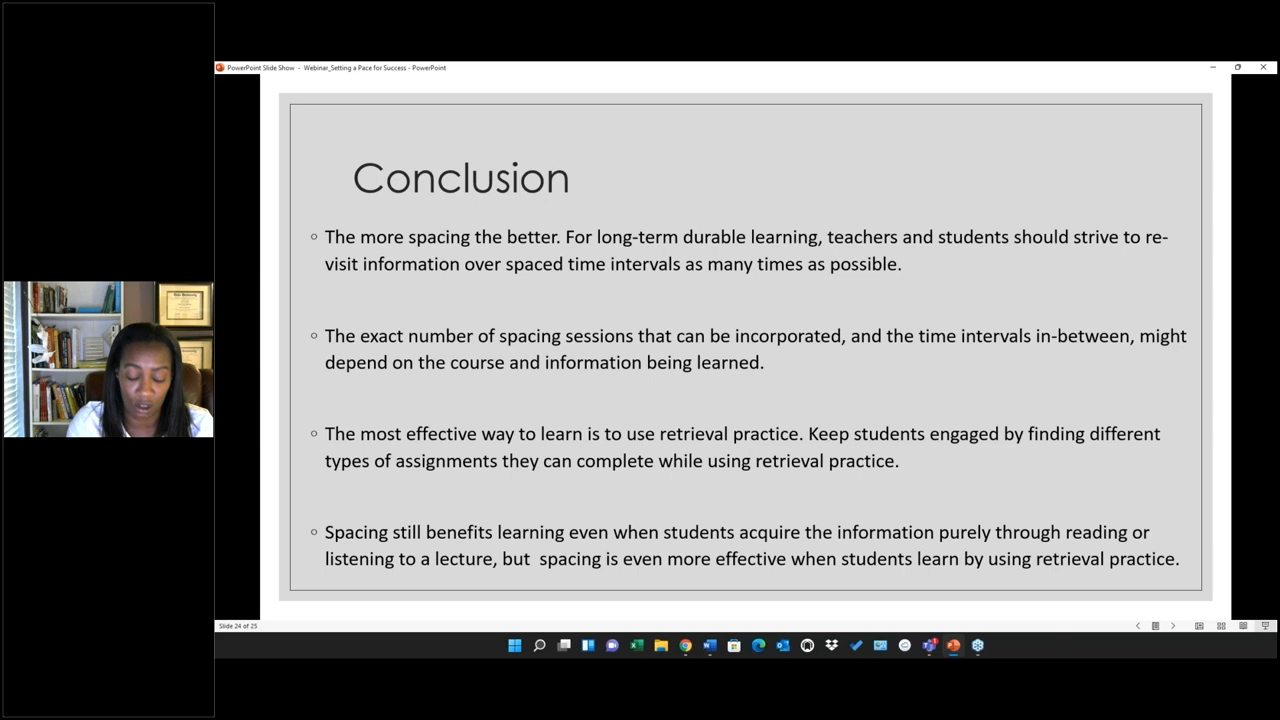 PowerPoint Slide Show - Webinar_Setting a Pace for Success - PowerPoint
Conclusion
The more spacing the better. For long-term durable learning, teachers and students should strive to re-
visit information over spaced time intervals as many times as possible.
The exact number of spacing sessions that can be incorporated, and the time intervals in-between, might
depend on the course and information being learned.
The most effective way to learn is to use retrieval practice. Keep students engaged by finding different
types of assignments they can complete while using retrieval practice.
Spacing still benefits learning even when students acquire the information purely through reading or
listening to a lecture, but  spacing is even more effective when students learn by using retrieval practice.
Slide 24 of 25